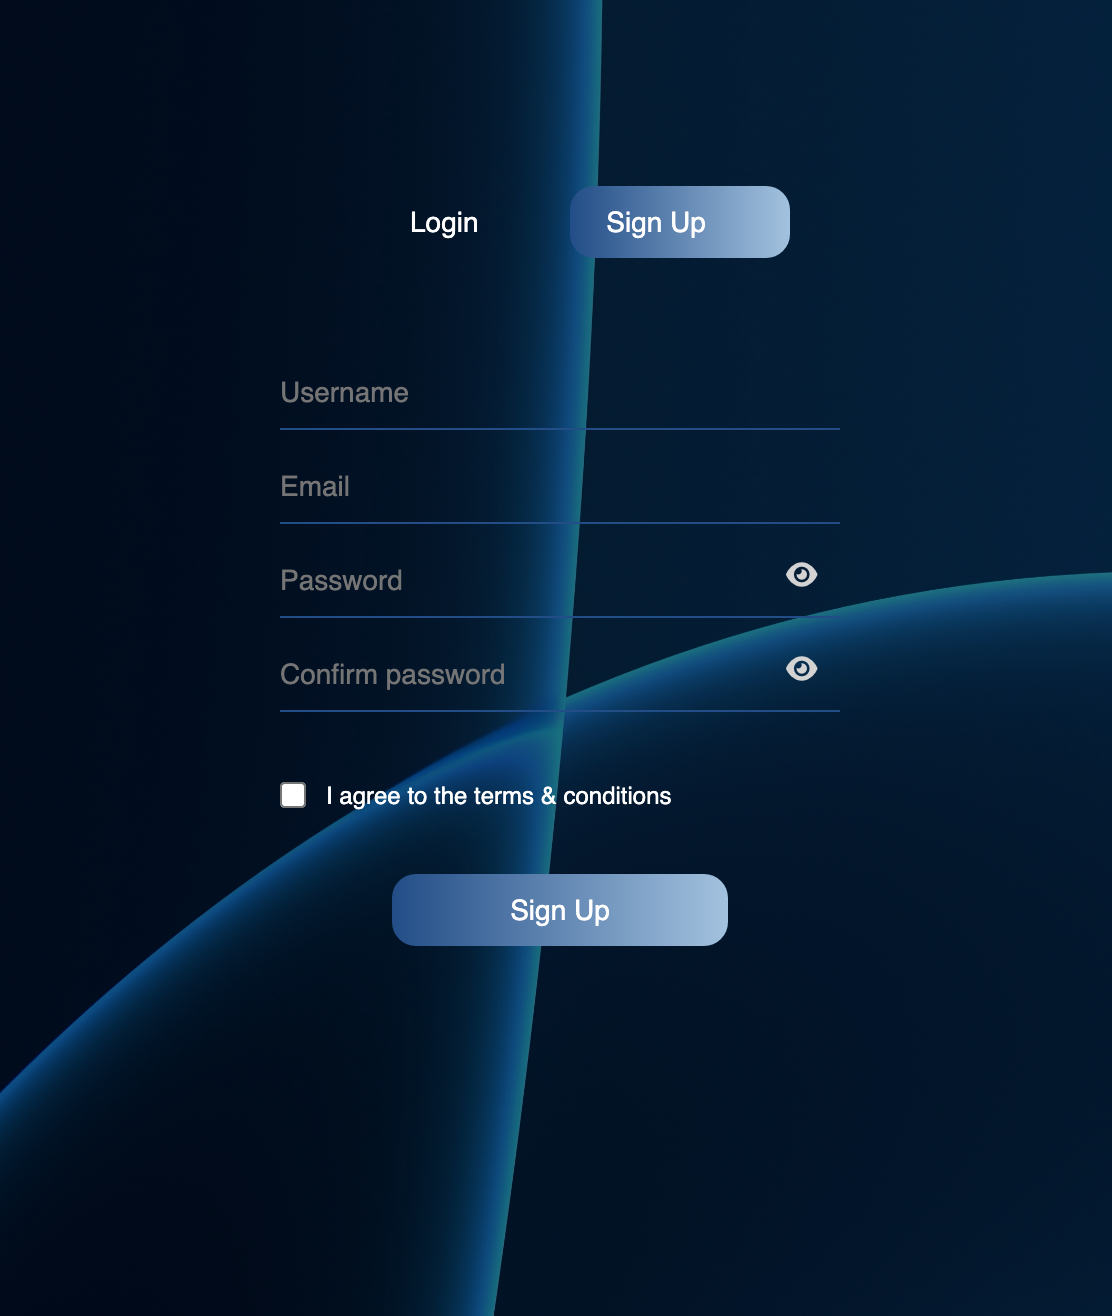 Login Sign Up
Username
Email
Password
Confirm password
I agree to the terms & conditions
Sign Up